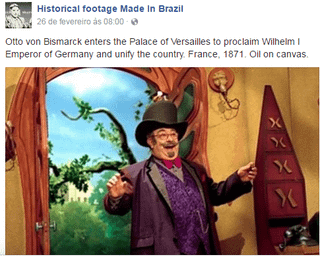 Historical footage Made In Brazil
26 de fevereiro às 08:00 ·
Otto von Bismarck enters the Palace of Versailles to proclaim Wilhelm I
Emperor of Germany and unify the country. France, 1871. Oil on canvas.